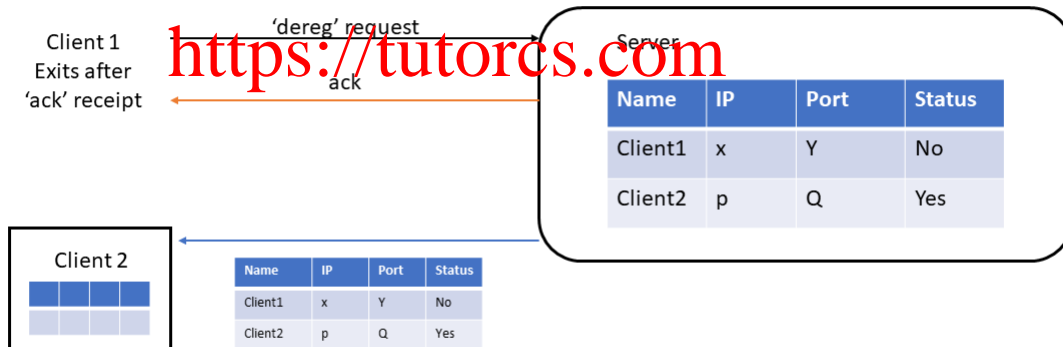 ‘dereg’ request
Client 1
Exits after
‘ack’ receipt
https://tutorcs.com
ack
Server
Name IP Port Status
Client1 x Y No
Client2 p Q Yes
Client 2
Name IP Port Status
Client1 x Y No
Client2 p Q Yes